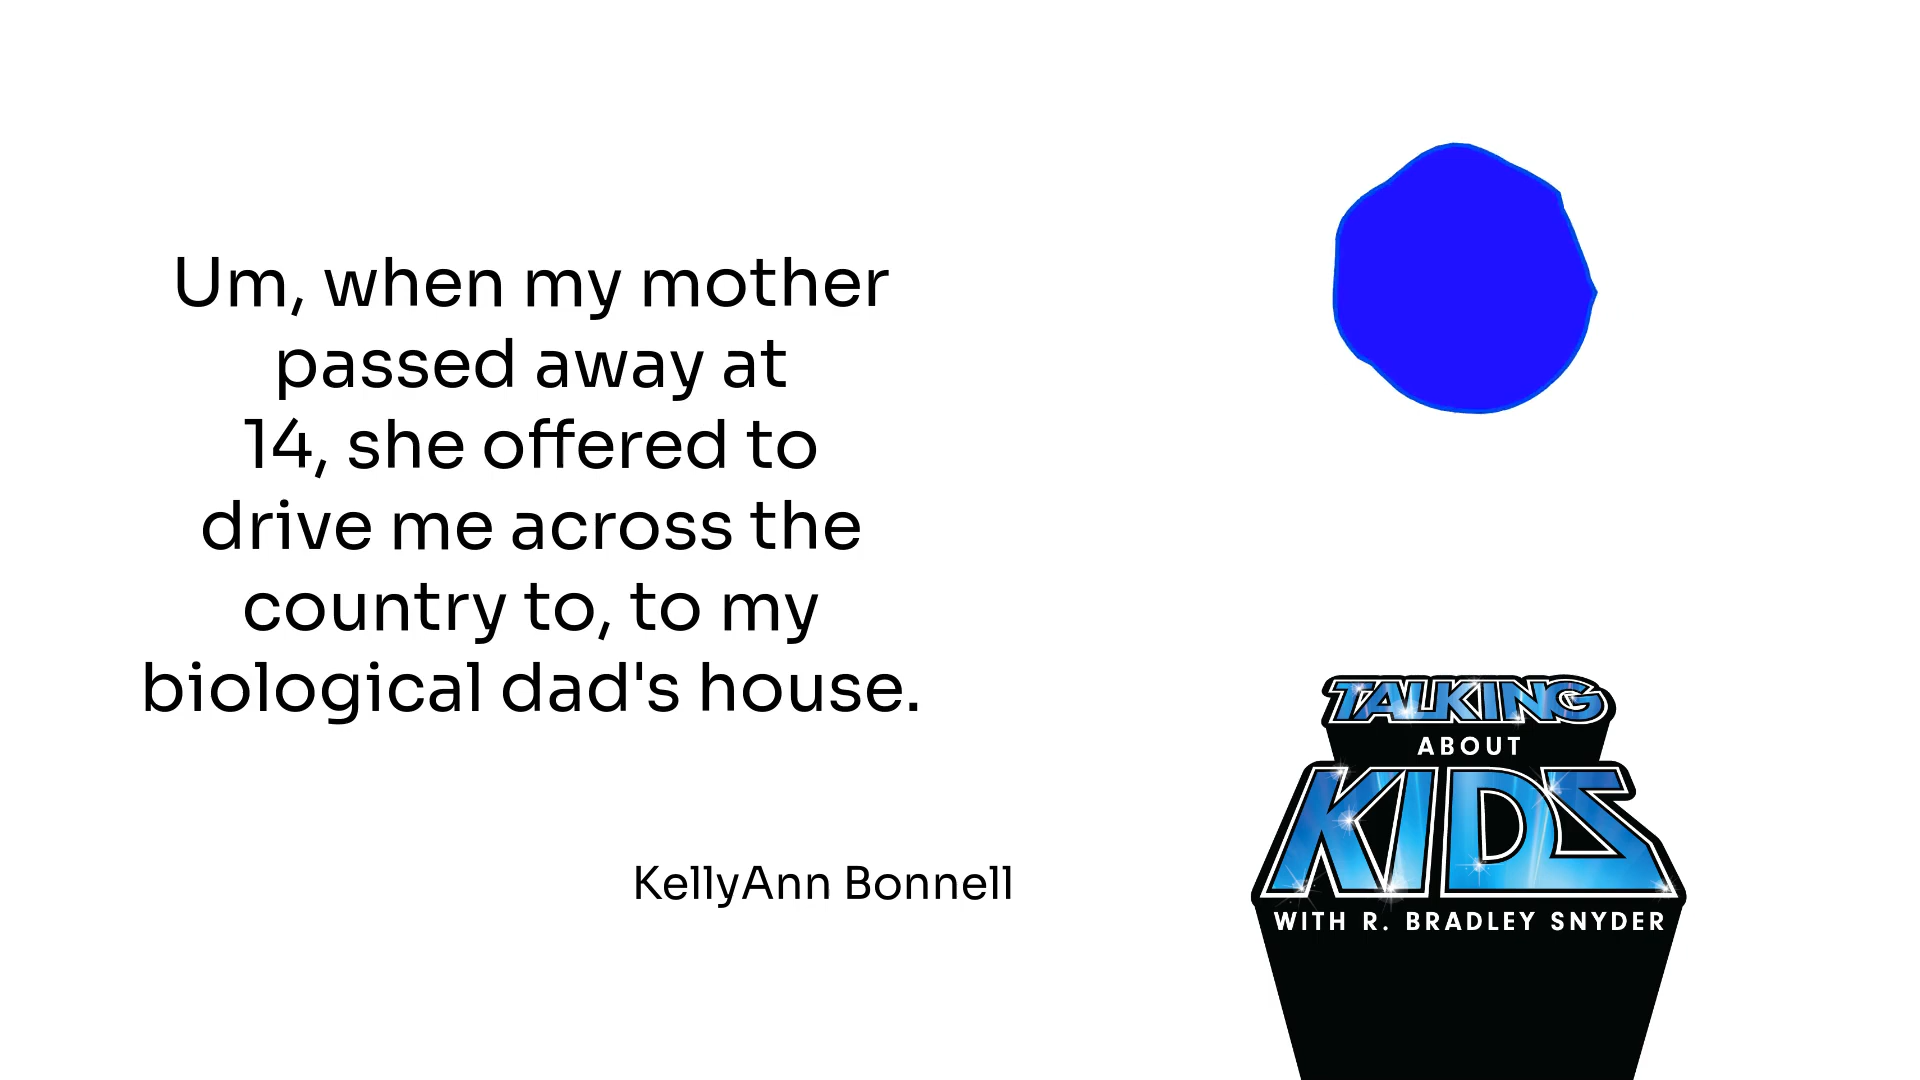 Um, when my mother
passed away at
14, she offered to
drive me across the
country to, to my
biological dad's house.
KellyAnn Bonnell
TALKING
ABOUT
KIDS
WITH R. BRADLEY SNYDER